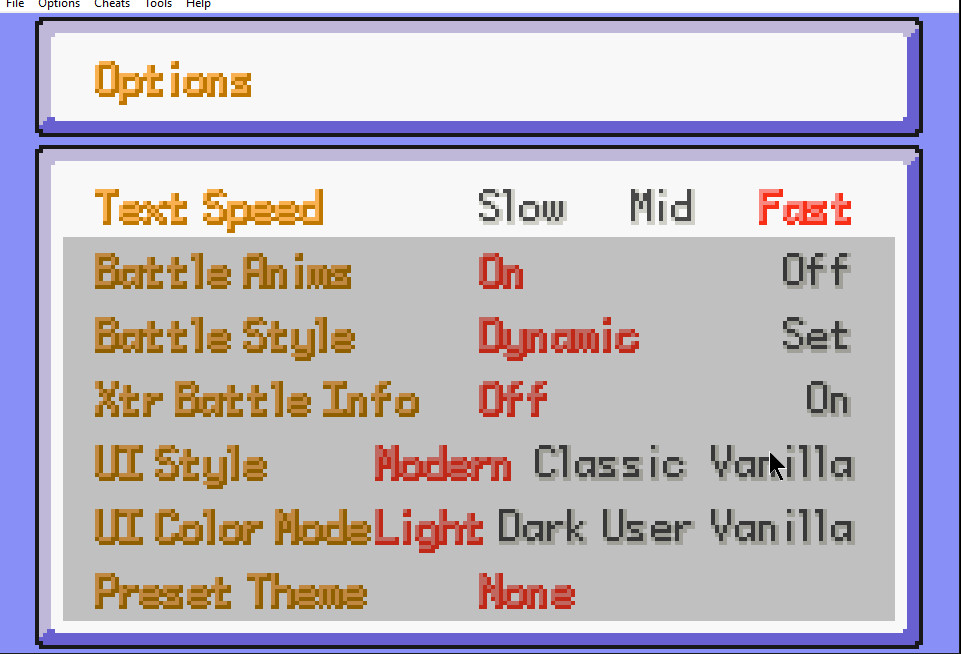 File Options Cheats Tools Help
Options
Text Speed Slow Mid Fast
Battle Anims On Off
Battle Style Dynamic Set
Xtr Battle Info Off On
UI Style Modern Classic Vanilla
UI Color Mode Light Dark User Vanilla
Preset Theme None